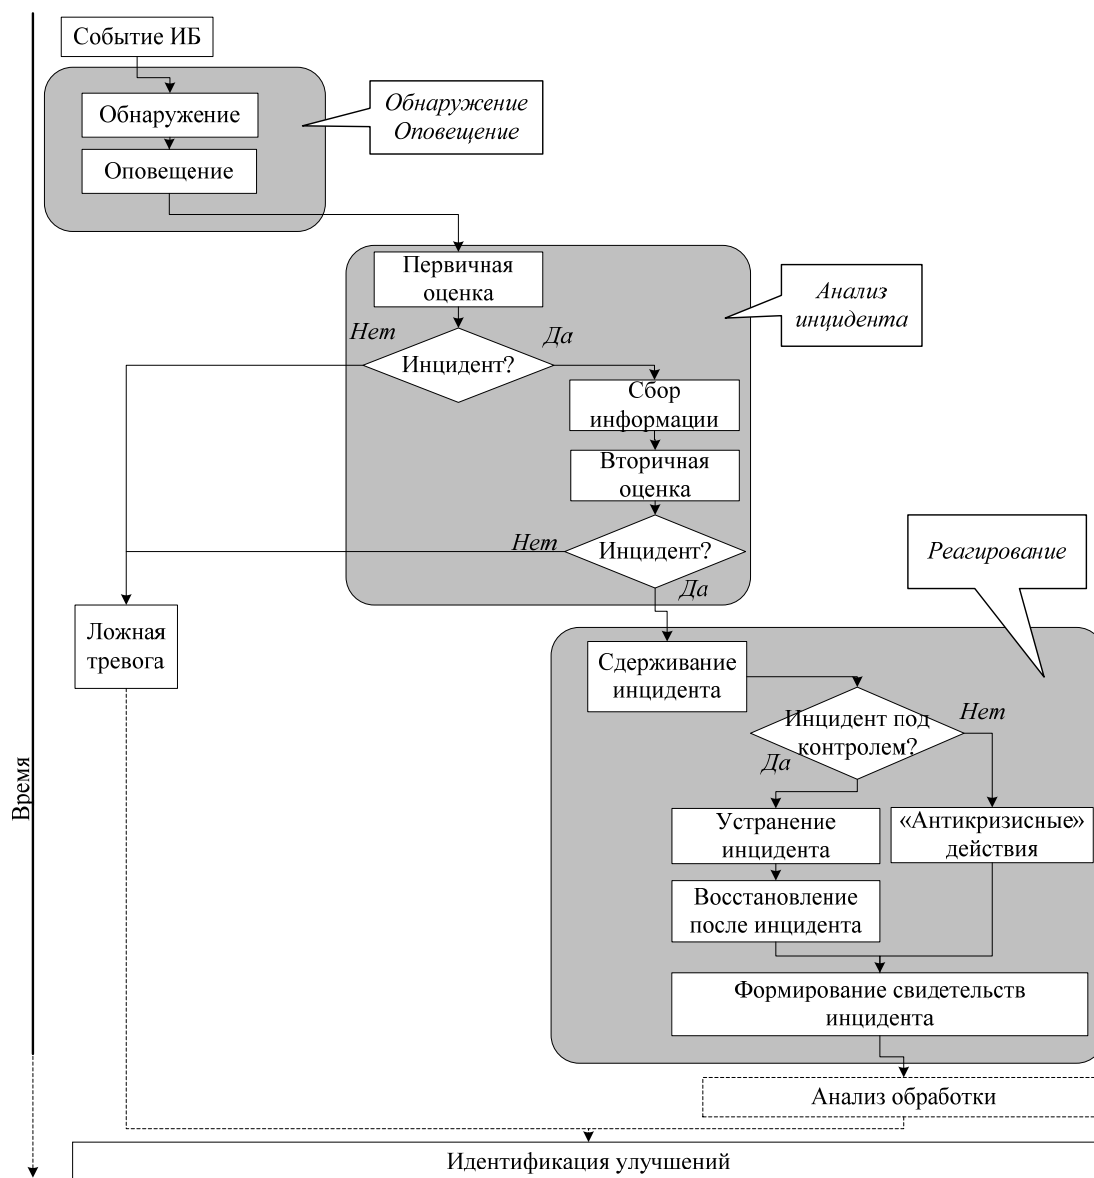 Событие ИБ
Обнаружение
Оповещение
Обнаружение
Оповещение
Первичная
оценка
Анализ
инцидента
Нет
Да
Инцидент?
Сбор
информации
Вторичная
оценка
Нет
Инцидент?
Да
Реагирование
Ложная
тревога
Сдерживание
инцидента
Инцидент под
контролем?
Нет
Да
Время
Устранение
инцидента
«Антикризисные»
действия
Восстановление
после инцидента
Формирование свидетельств
инцидента
Анализ обработки
Идентификация улучшений